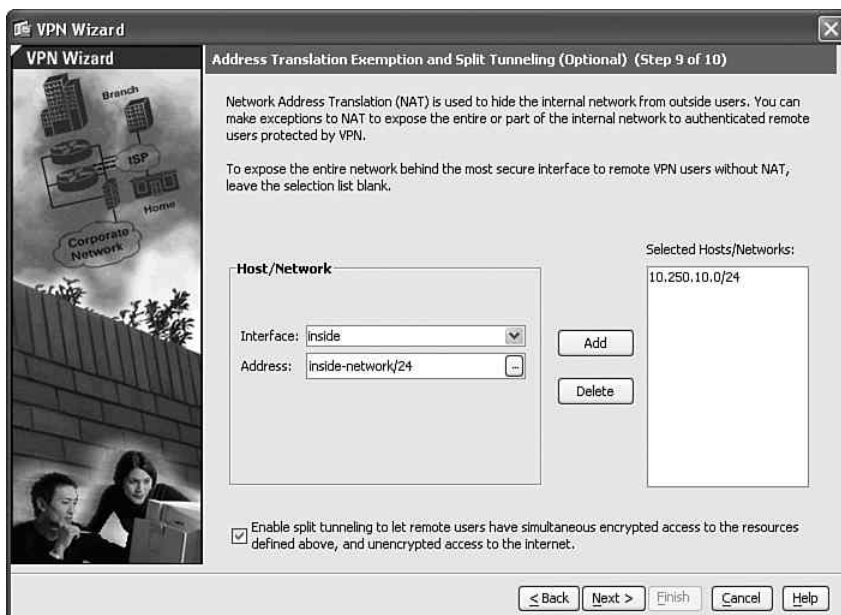 VPN Wizard
VPN Wizard
Branch
ISP
Home
Corporate
Network
Address Translation Exemption and Split Tunneling (Optional) (Step 9 of 10)
Network Address Translation (NAT) is used to hide the internal network from outside users. You can
make exceptions to NAT to expose the entire or part of the internal network to authenticated remote
users protected by VPN.
To expose the entire network behind the most secure interface to remote VPN users without NAT,
leave the selection list blank.
Host/Network
Interface: inside
Address: inside-network/24
...
Add
Delete
Selected Hosts/Networks:
10.250.10.0/24
Enable split tunneling to let remote users have simultaneous encrypted access to the resources
defined above, and unencrypted access to the internet.
< Back
Next >
Finish
Cancel
Help